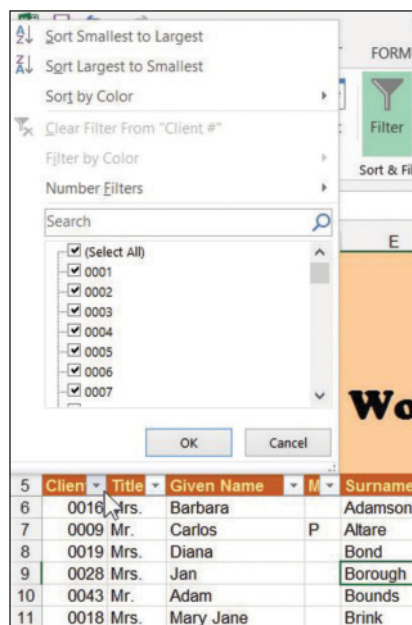 Sort Smallest to Largest
Sort Largest to Smallest
Sort by Color
Clear Filter From "Client #"
Filter by Color
Number Filters
Search
(Select All)
0001
0002
0003
0004
0005
0006
0007
OK Cancel
FORM
Filter
Sort & Fil
E
Wo
5 Clien Title Given Name M Surname
6 0016 Mrs. Barbara Adamson
7 0009 Mr. Carlos P Altare
8 0019 Mrs. Diana Bond
9 0028 Mrs. Jan Borough
10 0043 Mr. Adam Bounds
11 0018 Mrs. Mary Jane Brink